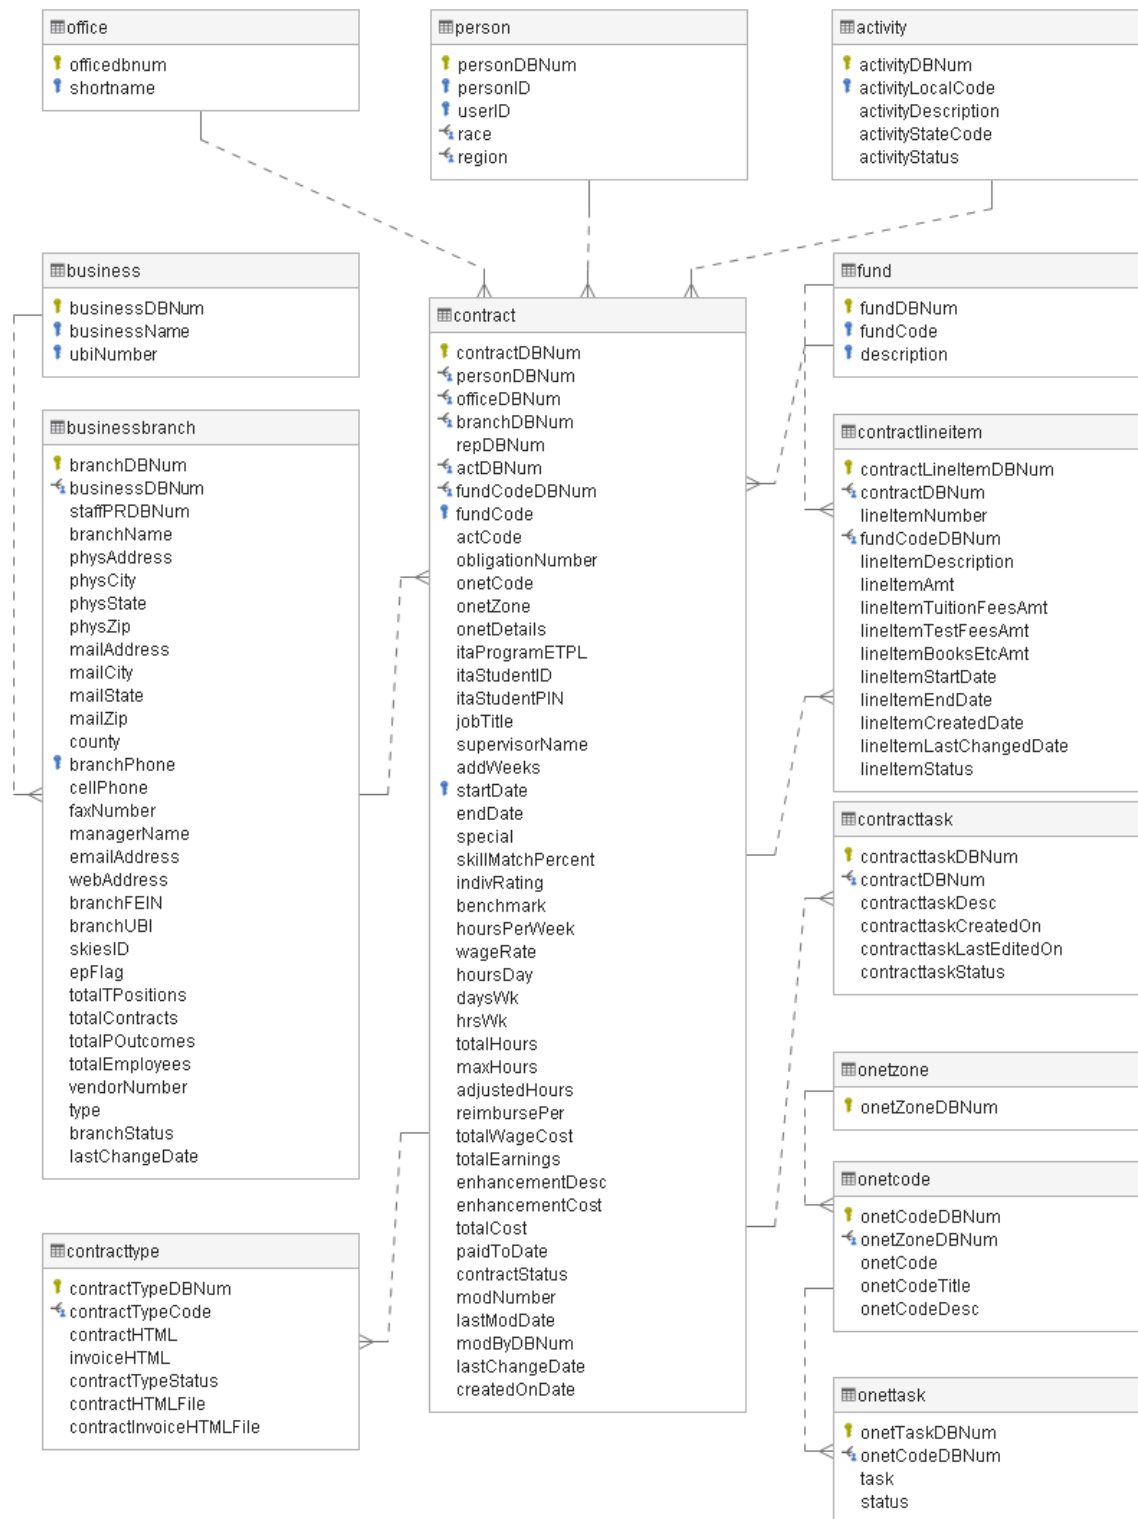 office
officedbnum
shortname
person
personDBNum
personID
userID
race
region
activity
activityDBNum
activityLocalCode
activityDescription
activityStateCode
activityStatus
business
businessDBNum
businessName
ubiNumber
businessbranch
branchDBNum
businessDBNum
staffPRDBNum
branchName
physAddress
physCity
physState
physZip
mailAddress
mailCity
mailState
mailZip
county
branchPhone
cellPhone
faxNumber
managerName
emailAddress
webAddress
branchFEIN
branchUBI
skiesID
epFlag
totalTPositions
totalContracts
totalPOutcomes
totalEmployees
vendorNumber
type
branchStatus
lastChangeDate
contracttype
contractTypeDBNum
contractTypeCode
contractHTML
invoiceHTML
contractTypeStatus
contractHTMLFile
contractInvoiceHTMLFile
contract
contractDBNum
personDBNum
officeDBNum
branchDBNum
repDBNum
actDBNum
fundCodeDBNum
fundCode
actCode
obligationNumber
onetCode
onetZone
onetDetails
itaProgramETPL
itaStudentID
itaStudentPIN
jobTitle
supervisorName
addWeeks
startDate
endDate
special
skillMatchPercent
indivRating
benchmark
hoursPerWeek
wageRate
hoursDay
daysWk
hrsWk
totalHours
maxHours
adjustedHours
reimbursePer
totalWageCost
totalEarnings
enhancementDesc
enhancementCost
totalCost
paidToDate
contractStatus
modNumber
lastModDate
modByDBNum
lastChangeDate
createdOnDate
fund
fundDBNum
fundCode
description
contractlineitem
contractLineItemDBNum
contractDBNum
lineItemNumber
fundCodeDBNum
lineItemDescription
lineItemAmt
lineItemTuitionFeesAmt
lineItemTestFeesAmt
lineItemBooksEtcAmt
lineItemStartDate
lineItemEndDate
lineItemCreatedDate
lineItemLastChangedDate
lineItemStatus
contracttask
contracttaskDBNum
contractDBNum
contracttaskDesc
contracttaskCreatedOn
contracttaskLastEditedOn
contracttaskStatus
onetzone
onetZoneDBNum
onetcode
onetCodeDBNum
onetZoneDBNum
onetCode
onetCodeTitle
onetCodeDesc
onettask
onetTaskDBNum
onetCodeDBNum
task
status